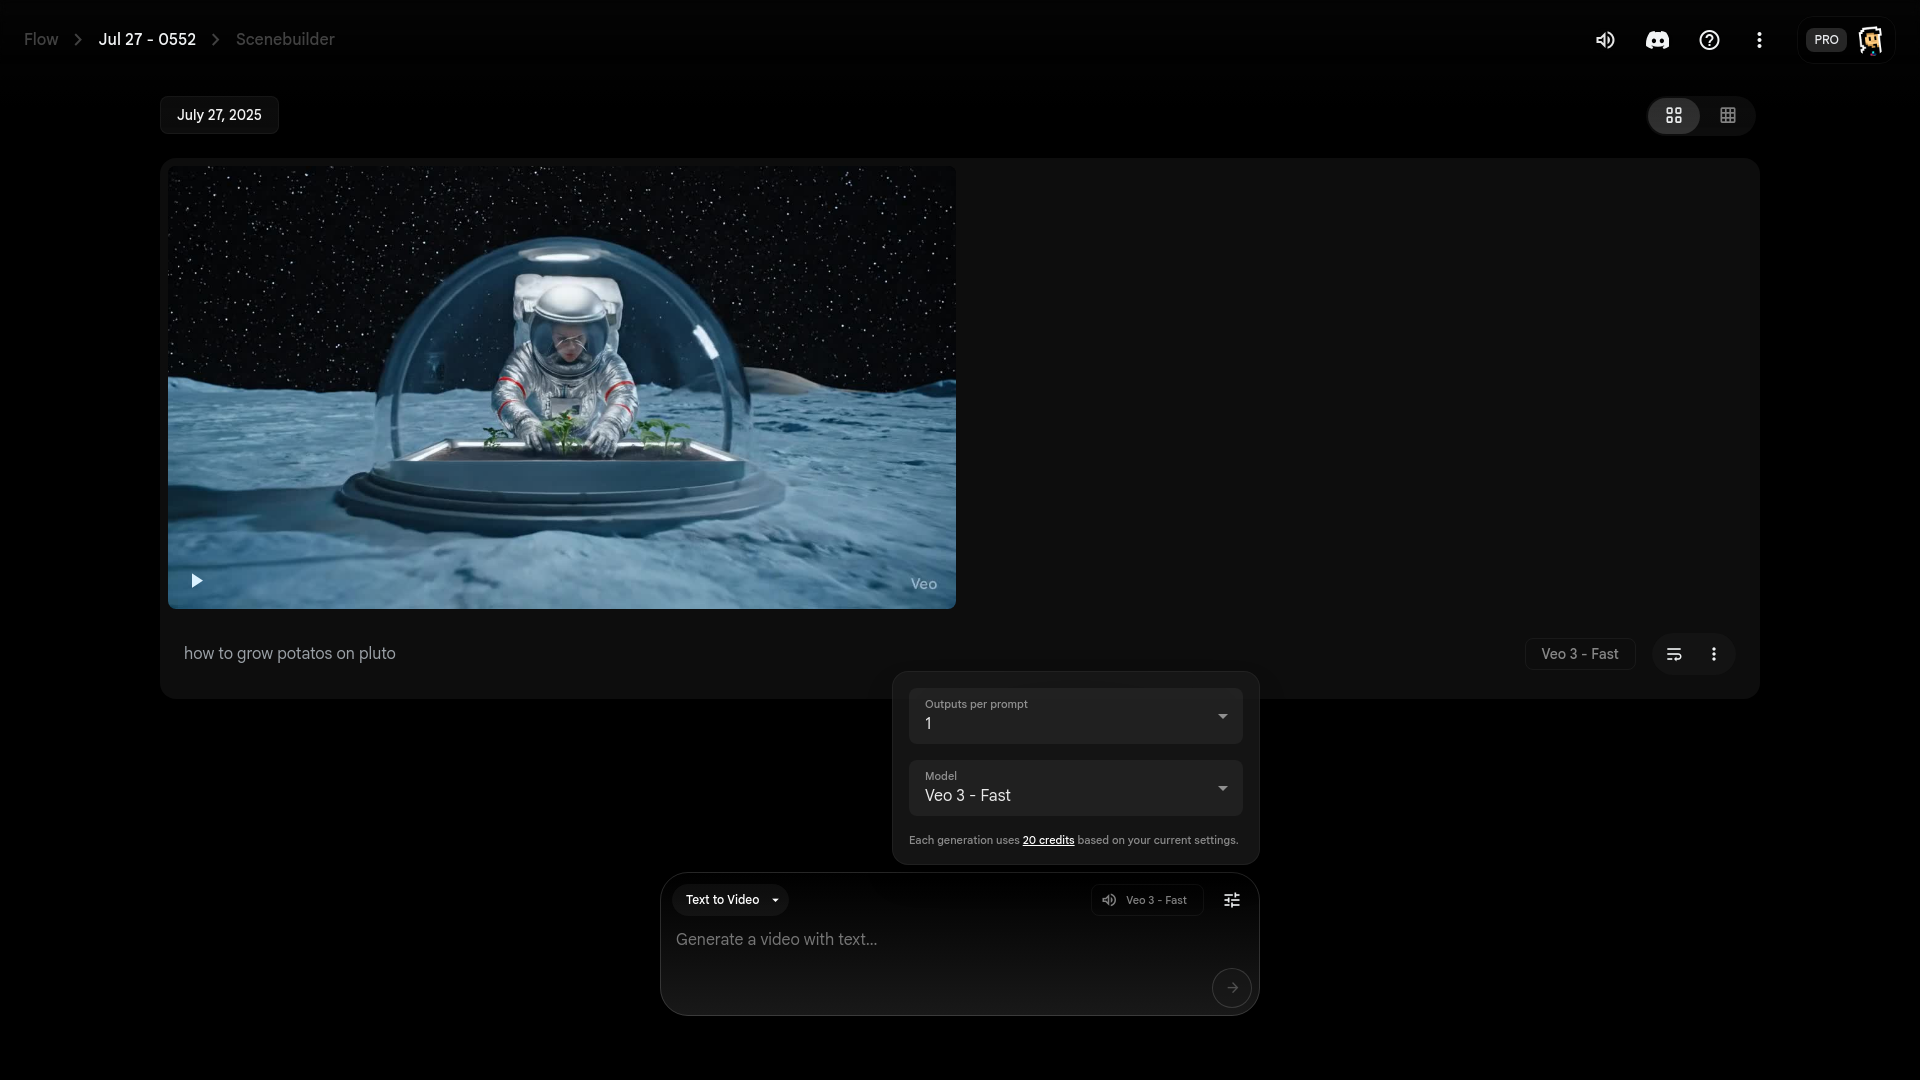 Flow
Jul 27 - 0552
Scenebuilder
PRO
July 27, 2025
Veo
how to grow potatos on pluto
Veo 3 - Fast
Outputs per prompt
1
Model
Veo 3 - Fast
Each generation uses 20 credits based on your current settings.
Text to Video
Veo 3 - Fast
Generate a video with text...